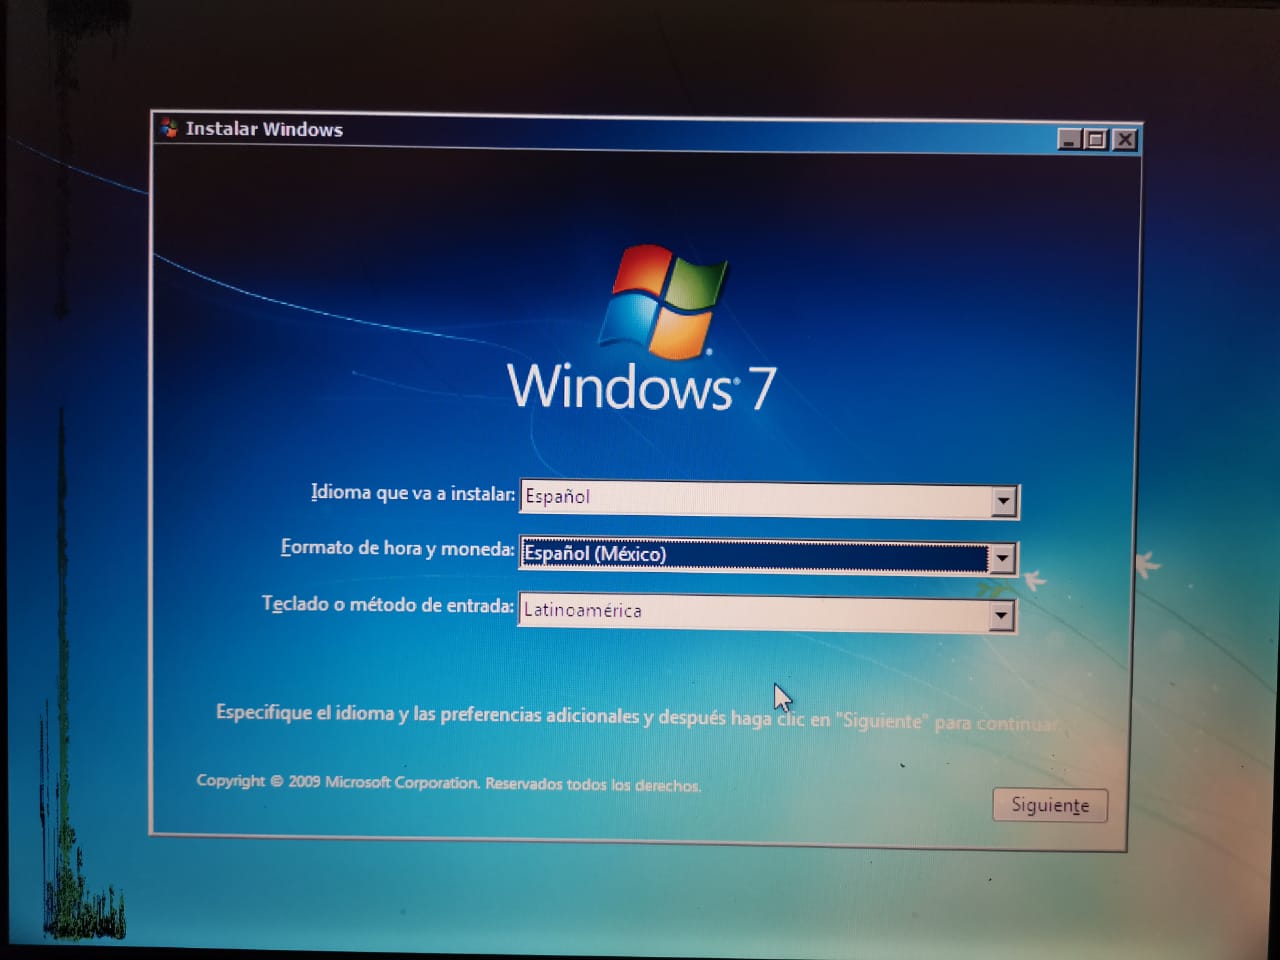 Instalar Windows
Windows® 7
Idioma que va a instalar: Español
Formato de hora y moneda: Español (México)
Teclado o método de entrada: Latinoamérica
Especifique el idioma y las preferencias adicionales y después haga clic en "Siguiente" para continuar.
Copyright © 2009 Microsoft Corporation. Reservados todos los derechos.
Siguiente